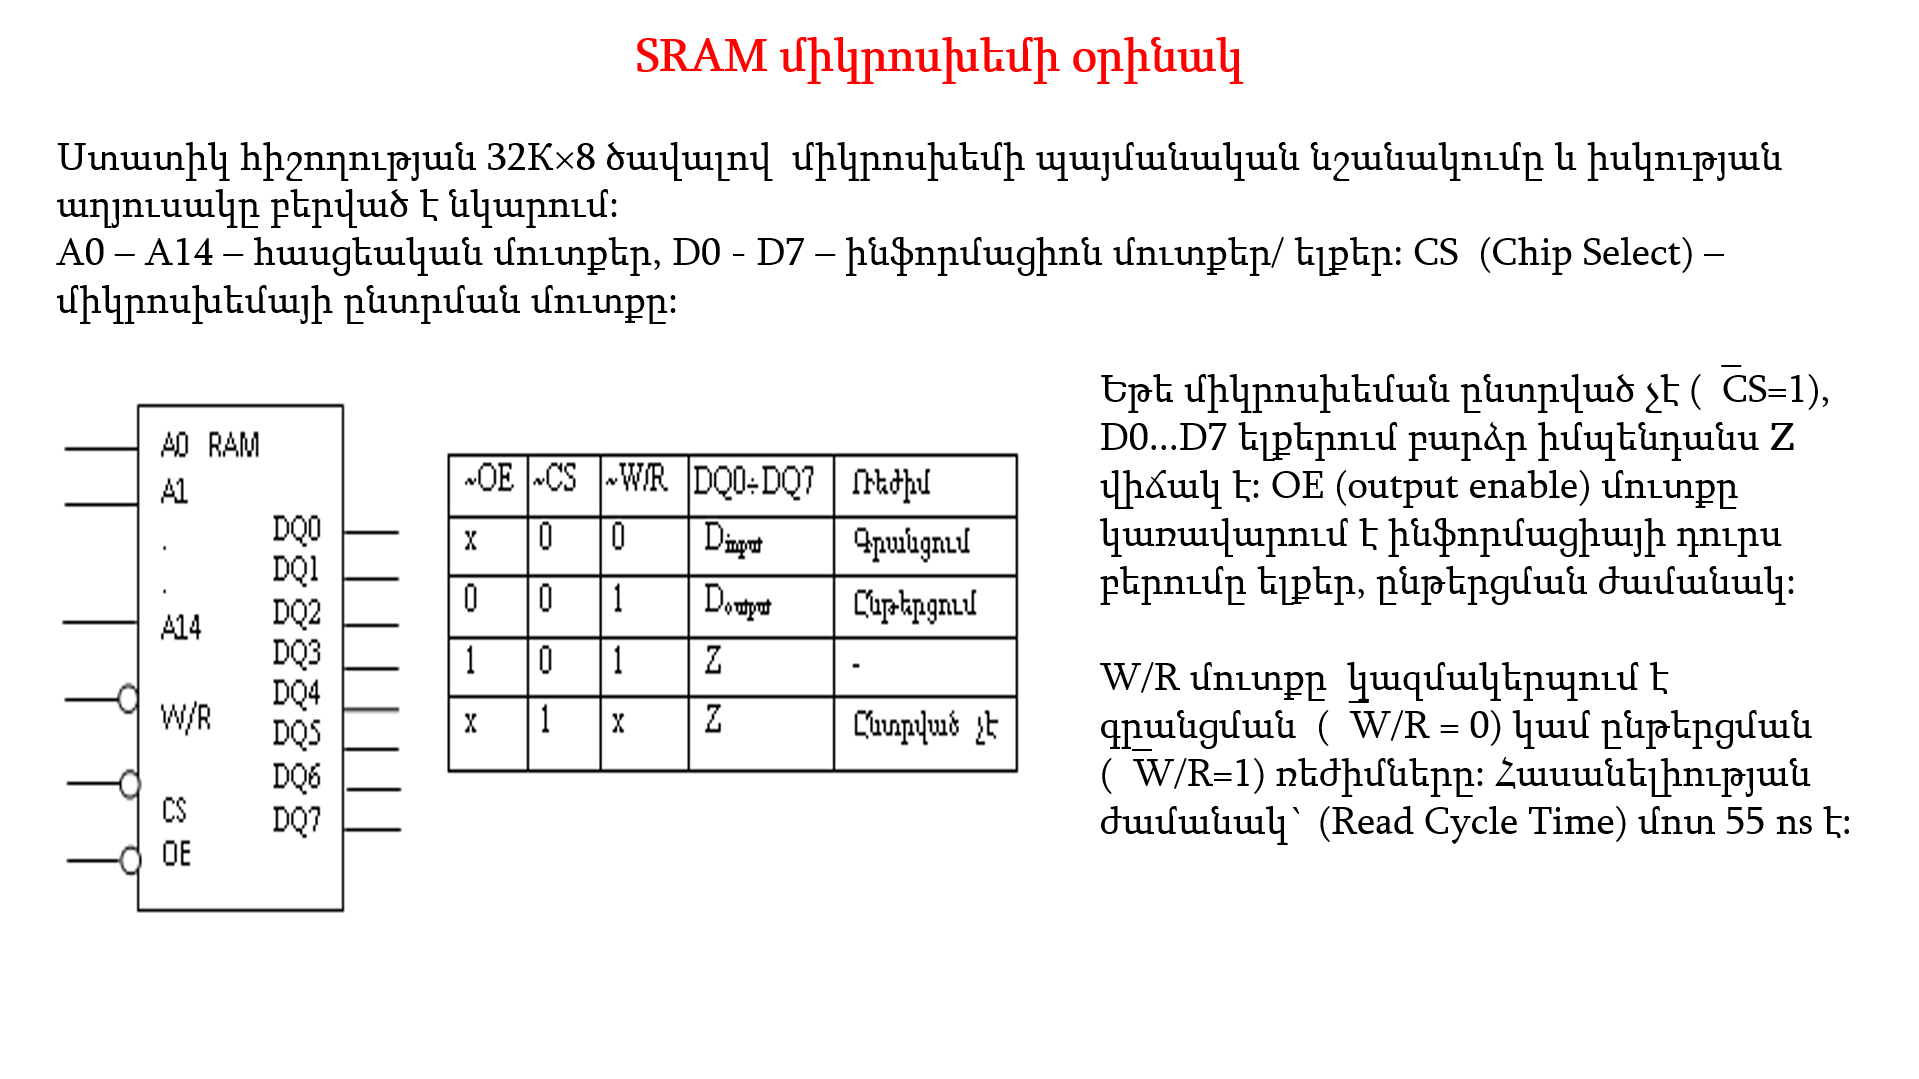 SRAM միկրոսխեմի օրինակ
Ստատիկ հիշողության 32K×8 ծավալով միկրոսխեմի պայմանական նշանակումը և իսկության
աղյուսակը բերված է նկարում:
A0 – A14 – հասցեական մուտքեր, D0 - D7 – ինֆորմացիոն մուտքեր/ ելքեր: CS (Chip Select) –
միկրոսխեմայի ընտրման մուտքը:
A0 RAM
A1
.
.
A14
W/R
CS
OE
DQ0
DQ1
DQ2
DQ3
DQ4
DQ5
DQ6
DQ7
~OE ~CS ~W/R DQ0÷DQ7 Ռեժիմ
x 0 0 Dinput Գրանցում
0 0 1 Doutput Ընթերցում
1 0 1 Z -
x 1 x Z Ընտրված չէ
Եթե միկրոսխեման ընտրված չէ ( C̅S=1),
D0…D7 ելքերում բարձր իմպենդանս Z
վիճակ է: OE (output enable) մուտքը
կառավարում է ինֆորմացիայի դուրս
բերումը ելքեր, ընթերցման ժամանակ:
W/R մուտքը կազմակերպում է
գրանցման ( W̅/R = 0) կամ ընթերցման
( W̅/R=1) ռեժիմները: Հասանելիության
ժամանակ` (Read Cycle Time) մոտ 55 ns է: